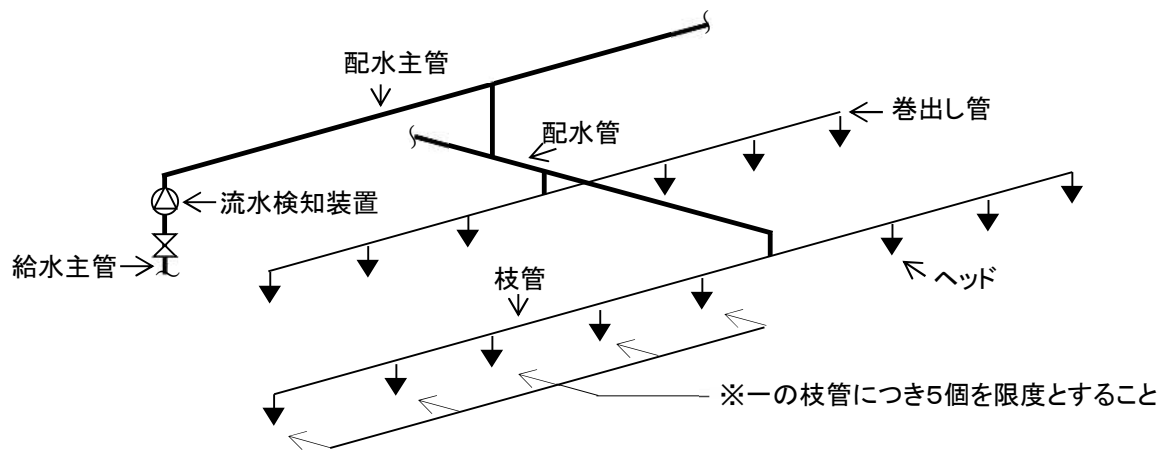 配水主管
巻出し管
配水管
流水検知装置
給水主管
ヘッド
枝管
※一の枝管につき5個を限度とすること